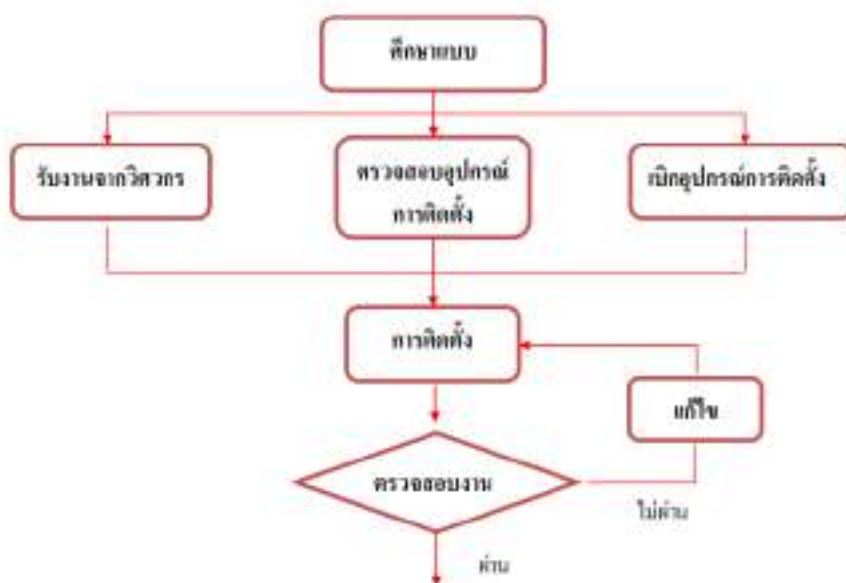 ศึกษาแบบ
รับงานจากวิศวกร
ตรวจสอบอุปกรณ์
การติดตั้ง
เบิกอุปกรณ์การติดตั้ง
การติดตั้ง
แก้ไข
ตรวจสอบงาน
ไม่ผ่าน
ผ่าน